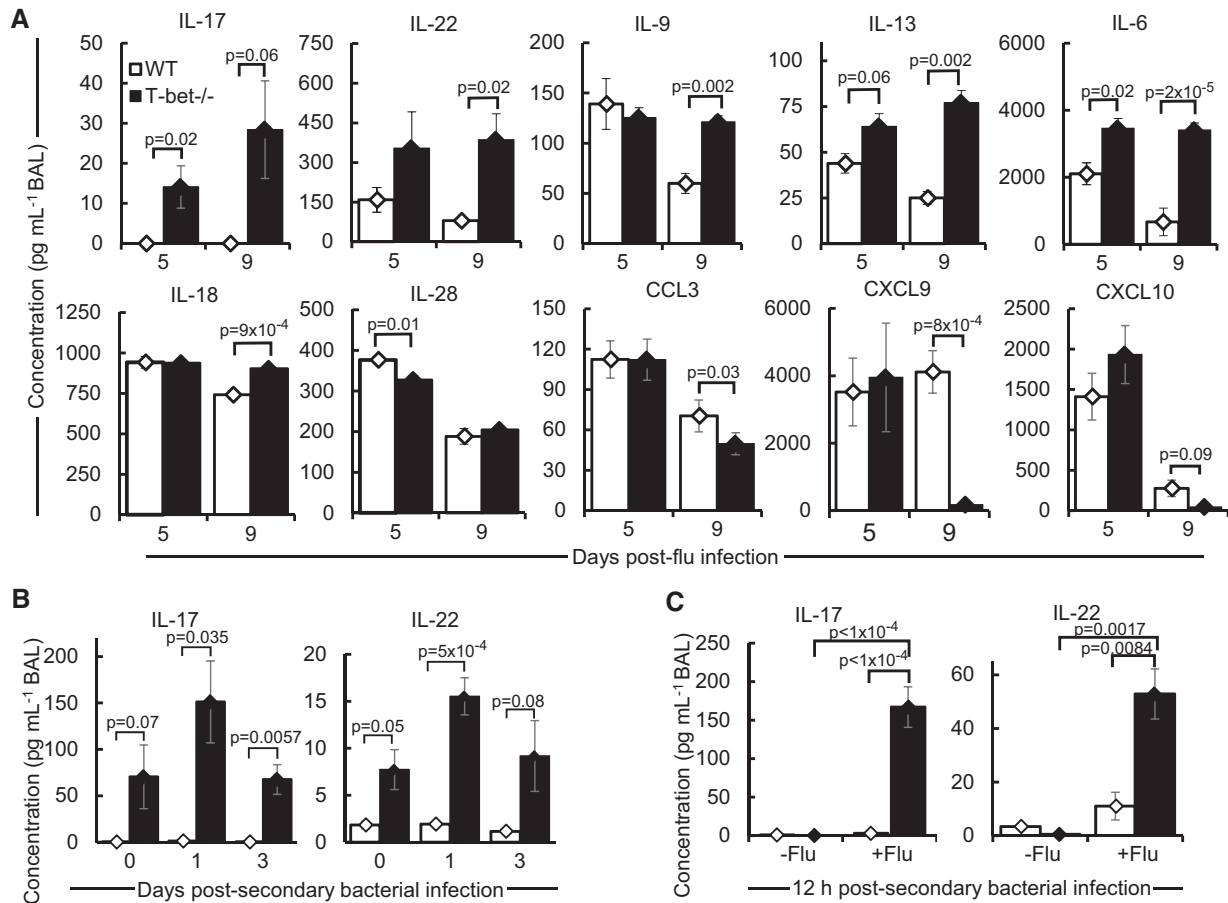 A
IL-17
IL-22
IL-9
IL-13
IL-6
Concentration (pg mL⁻¹ BAL)
50
40
30
20
10
0
WT
T-bet-/-
p=0.02
p=0.06
5
9
750
600
450
300
150
0
p=0.02
5
9
200
150
100
50
0
p=0.002
5
9
100
75
50
25
0
p=0.06
p=0.002
5
9
6000
4000
2000
0
p=0.02
p=2x10⁻⁵
5
9
IL-18
IL-28
CCL3
CXCL9
CXCL10
1250
1000
750
500
250
0
p=9x10⁻⁴
5
9
500
400
300
200
100
0
p=0.01
5
9
150
120
90
60
30
0
p=0.03
5
9
6000
4000
2000
0
p=8x10⁻⁴
5
9
2500
2000
1500
1000
500
0
p=0.09
5
9
Days post-flu infection
B
IL-17
IL-22
Concentration (pg mL⁻¹ BAL)
200
150
100
50
0
p=0.07
p=0.035
p=0.0057
0
1
3
20
15
10
5
0
p=0.05
p=5x10⁻⁴
p=0.08
0
1
3
Days post-secondary bacterial infection
C
IL-17
IL-22
Concentration (pg mL⁻¹ BAL)
250
200
150
100
50
0
p<1x10⁻⁴
p<1x10⁻⁴
-Flu
+Flu
60
40
20
0
p=0.0017
p=0.0084
-Flu
+Flu
12 h post-secondary bacterial infection